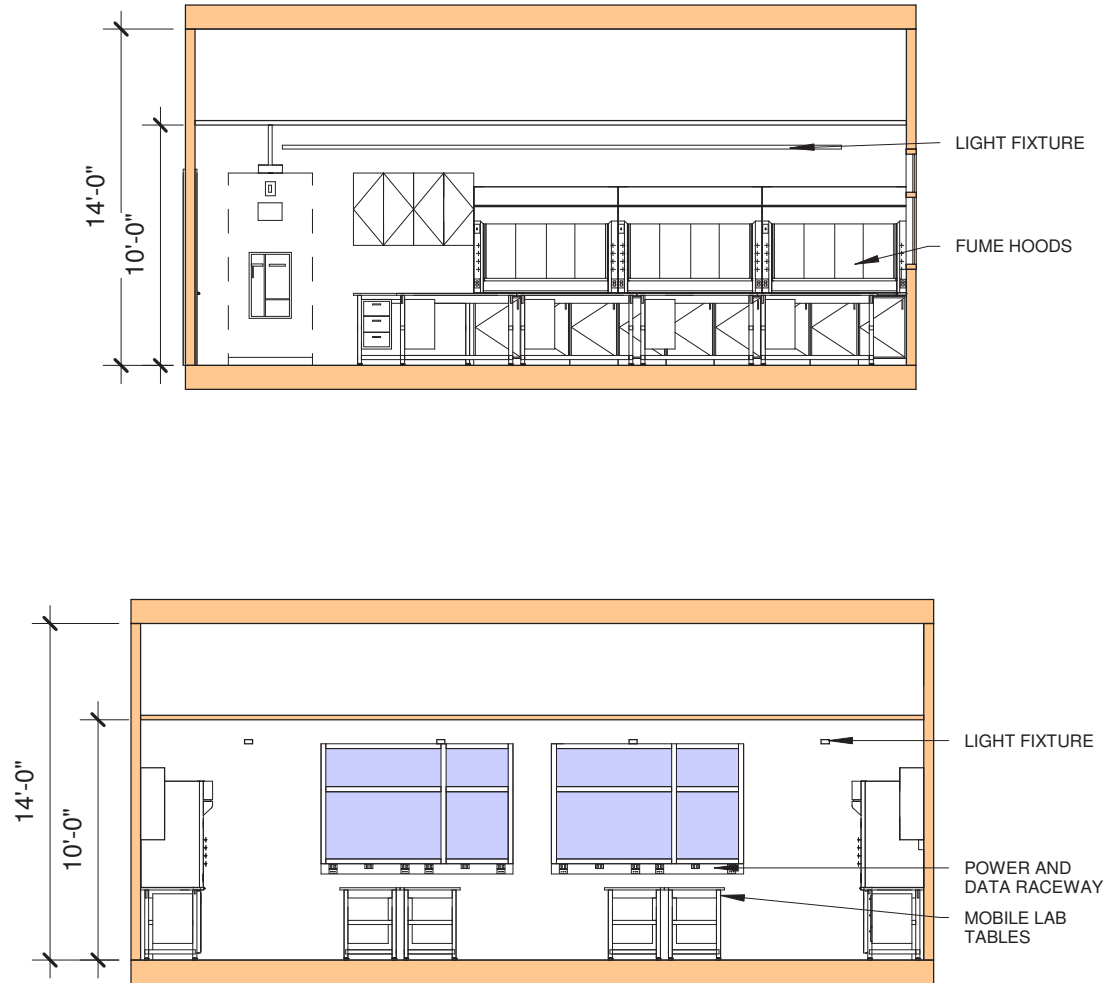 LIGHT FIXTURE
14'-0"
10'-0"
FUME HOODS
LIGHT FIXTURE
14'-0"
10'-0"
POWER AND
DATA RACEWAY
MOBILE LAB
TABLES